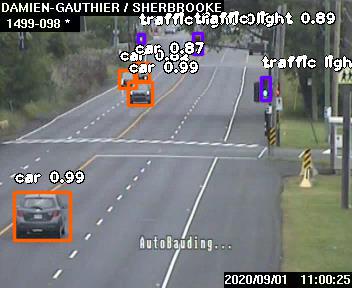 DAMIEN-GAUTHIER / SHERBROOKE
1499-098 *
traffic light 0.89
car 0.87
car 0.99
traffic ligh
car 0.99
AutoBauding...
2020/09/01 11:00:25